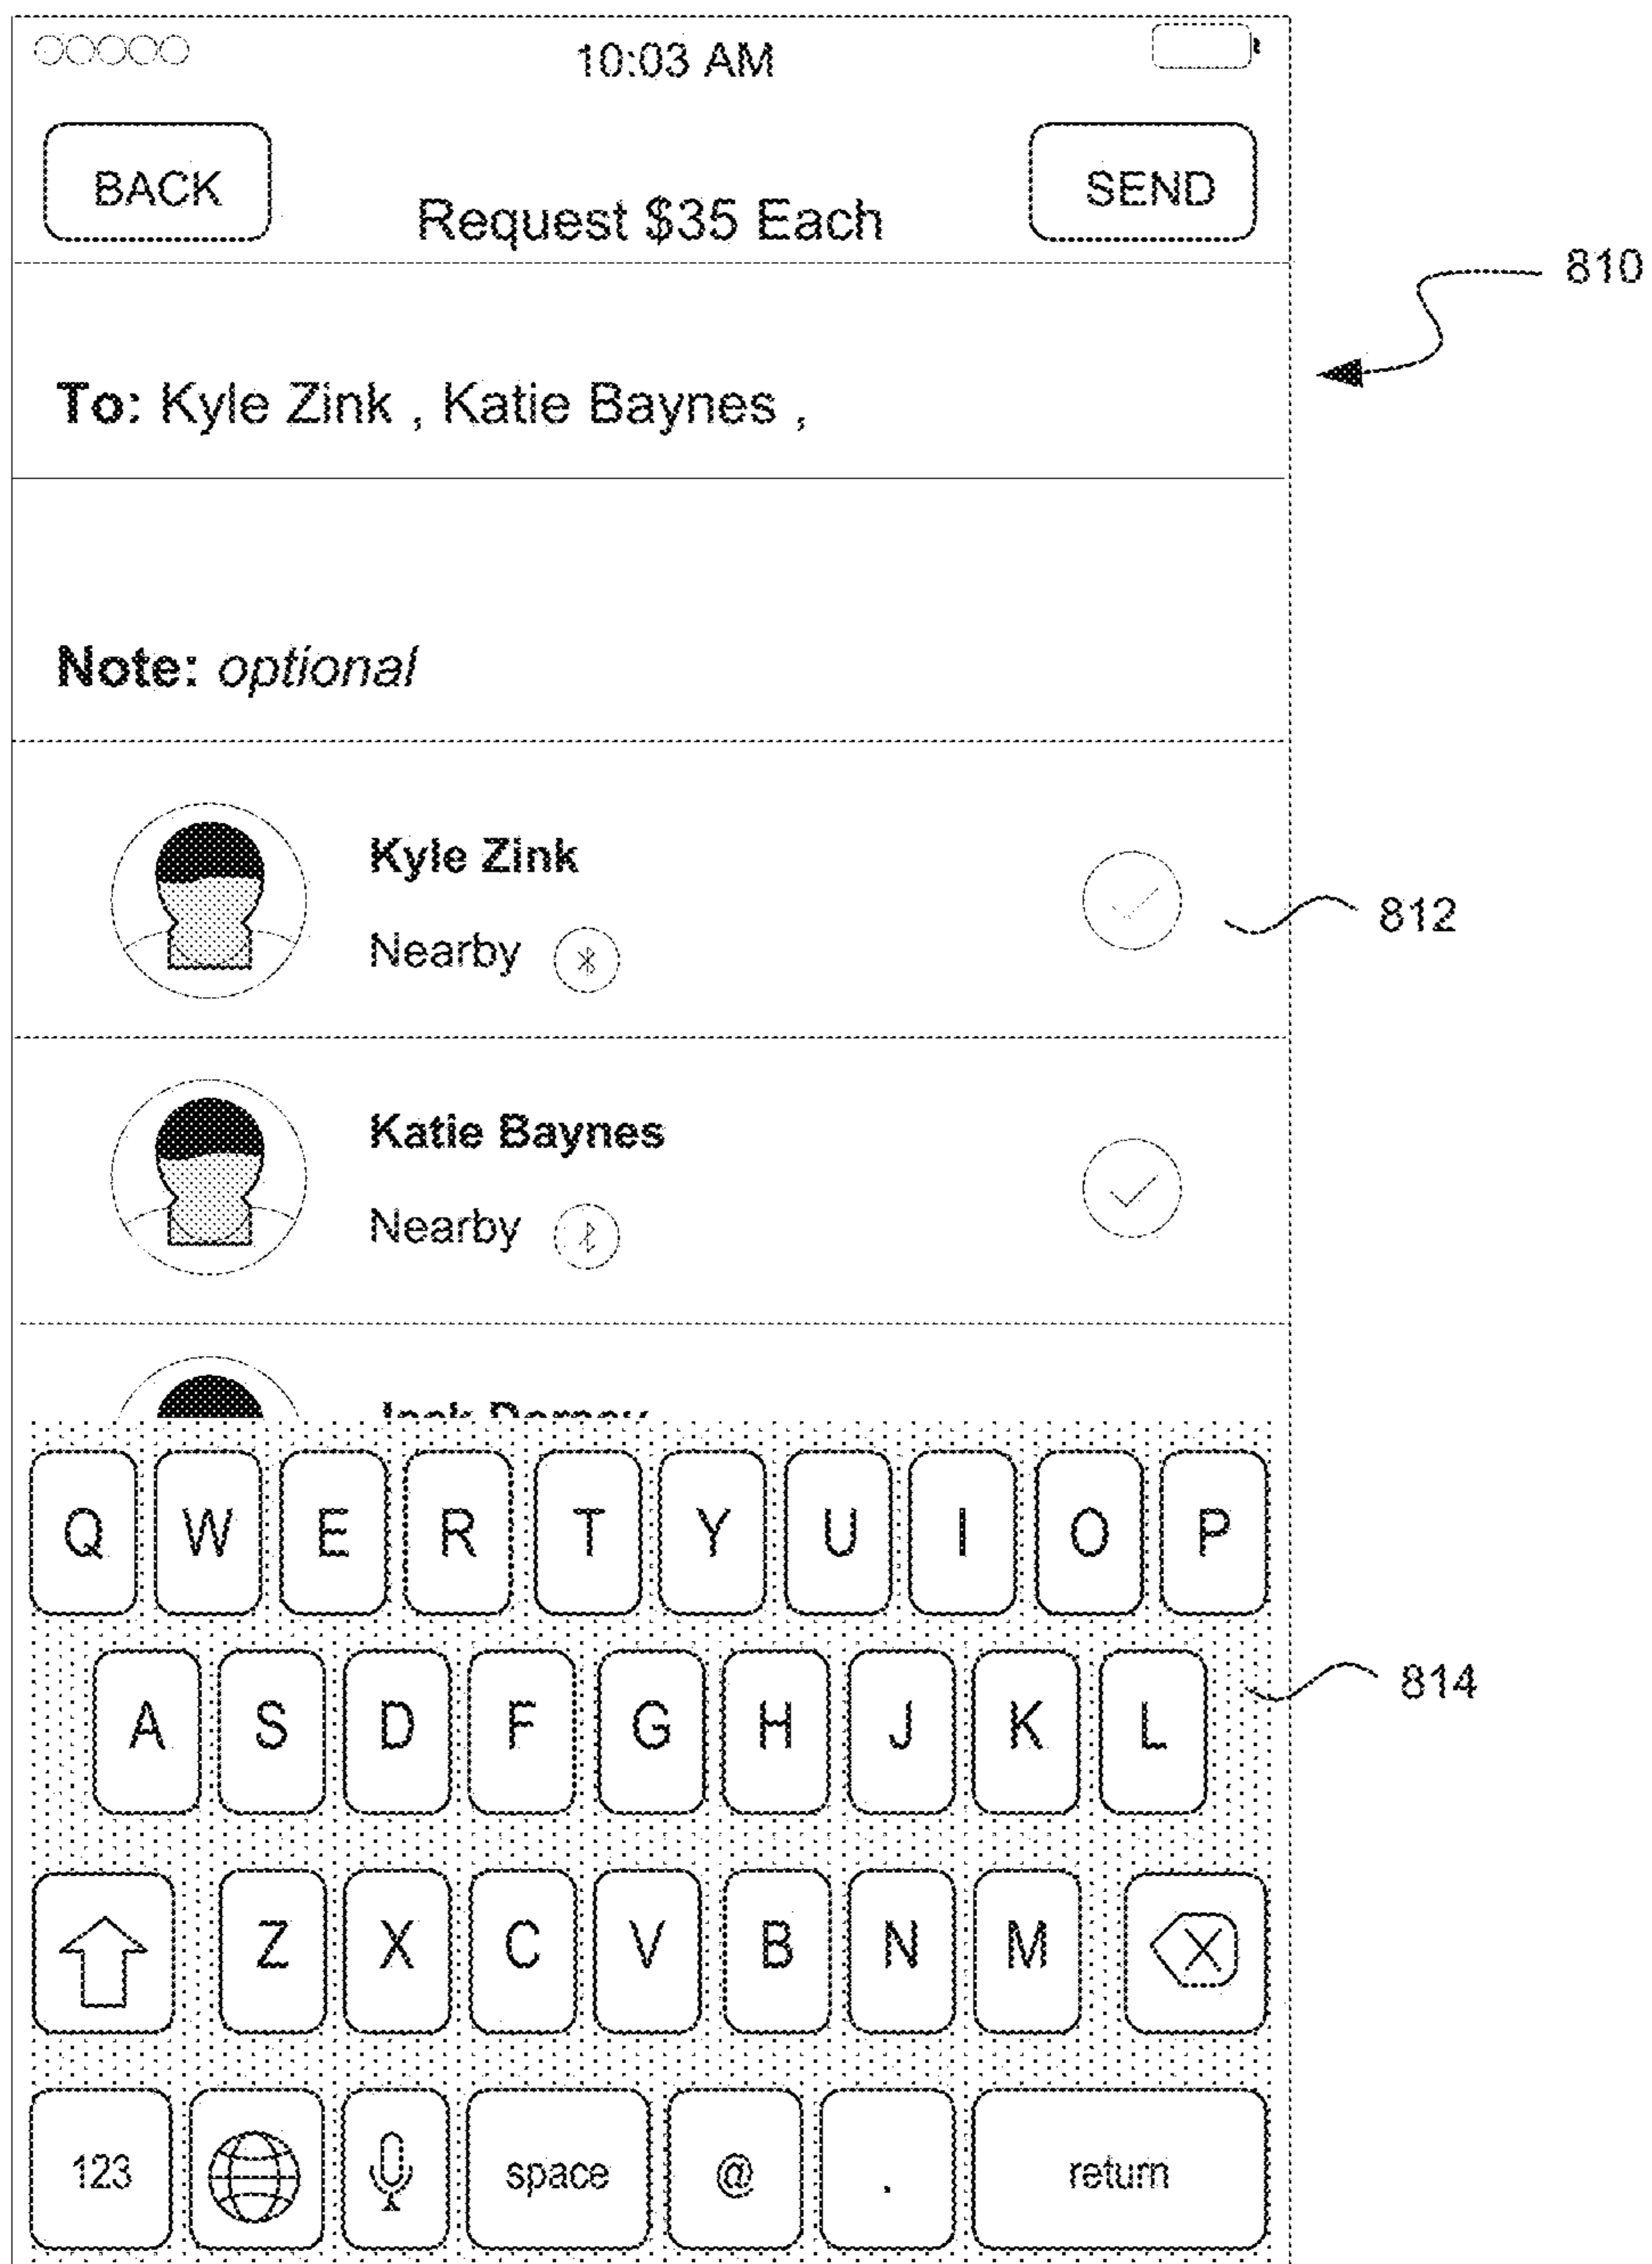 10:03 AM
BACK
Request $35 Each
SEND
810
To: Kyle Zink , Katie Baynes ,
Note: optional
Kyle Zink
Nearby
812
Katie Baynes
Nearby
Q W E R T Y U I O P
A S D F G H J K L
814
Z X C V B N M
123 space @ . return